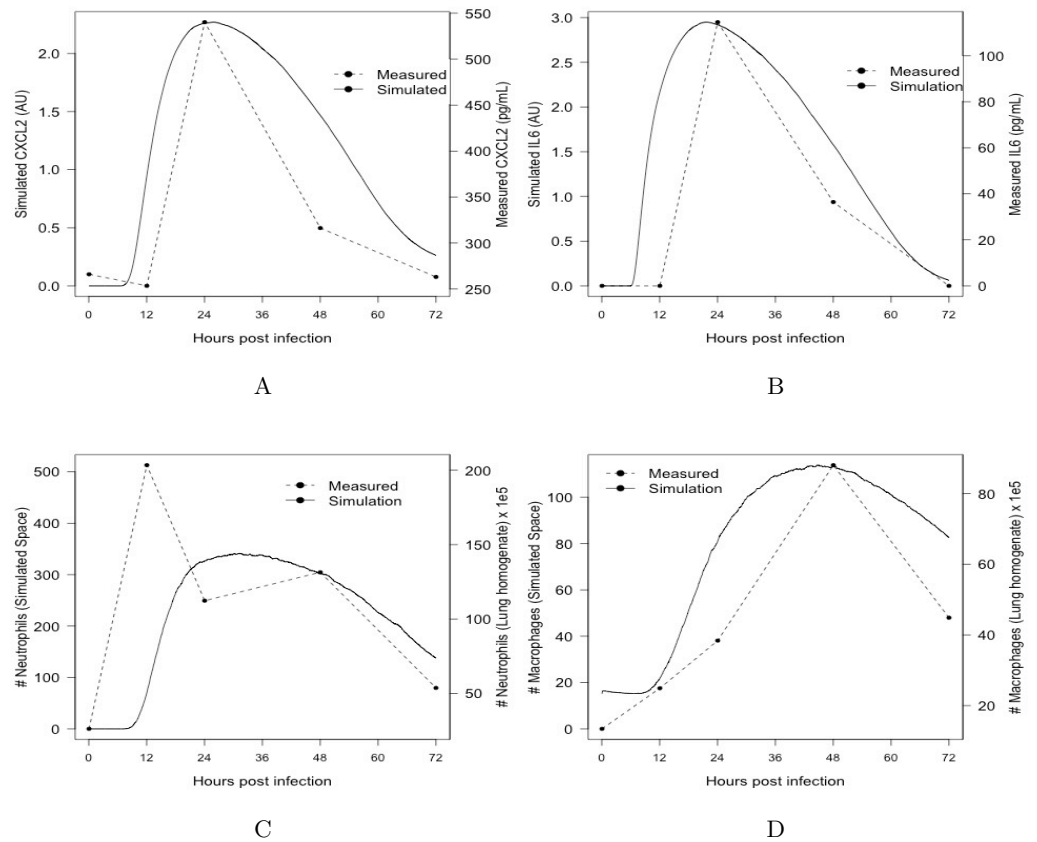 Simulated CXCL2 (AU)
0.0
0.5
1.0
1.5
2.0
Measured
Simulated
250
300
350
400
450
500
550
Measured CXCL2 (pg/mL)
0 12 24 36 48 60 72
Hours post infection
A
Simulated IL6 (AU)
0.0
0.5
1.0
1.5
2.0
2.5
3.0
Measured
Simulation
0
20
40
60
80
100
Measured IL6 (pg/mL)
0 12 24 36 48 60 72
Hours post infection
B
# Neutrophils (Simulated Space)
0
100
200
300
400
500
Measured
Simulation
50
100
150
200
# Neutrophils (Lung homogenate) x 1e5
0 12 24 36 48 60 72
Hours post infection
C
# Macrophages (Simulated Space)
0
20
40
60
80
100
Measured
Simulation
20
40
60
80
# Macrophages (Lung homogenate) x 1e5
0 12 24 36 48 60 72
Hours post infection
D